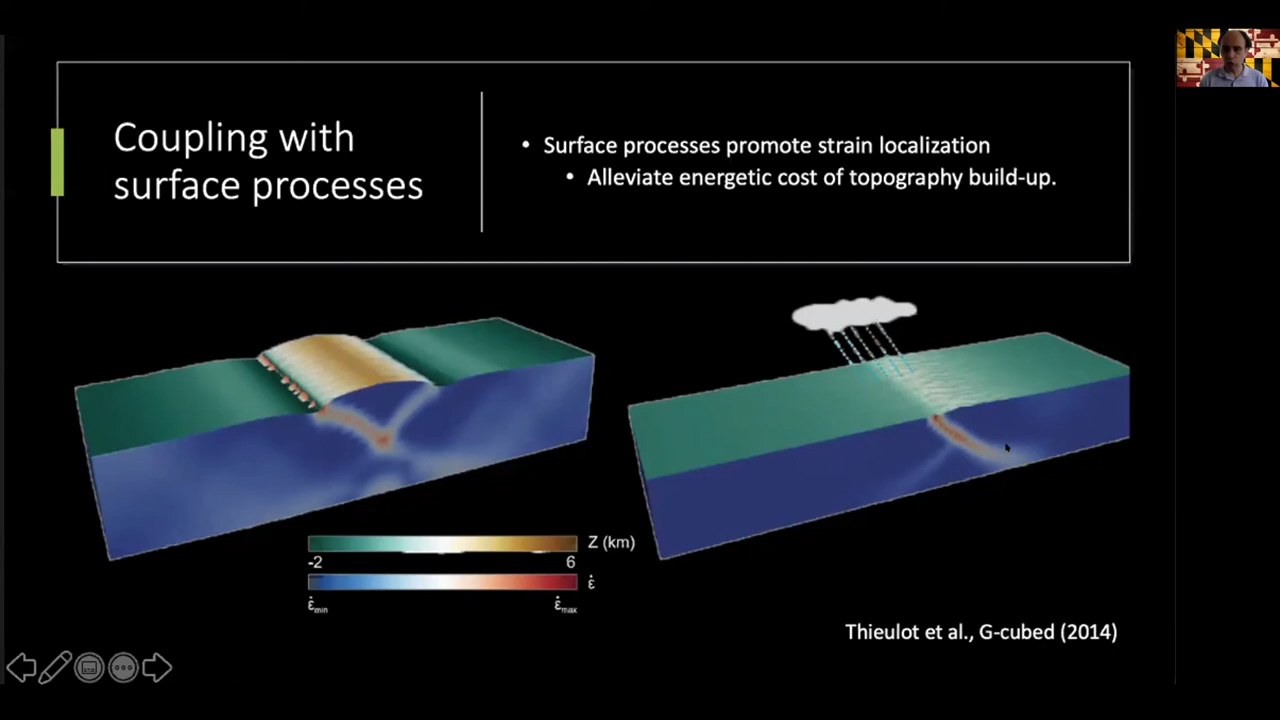 Coupling with
surface processes
• Surface processes promote strain localization
• Alleviate energetic cost of topography build-up.
Z (km)
-2
6
ε̇
ε̇min
ε̇max
Thieulot et al., G-cubed (2014)